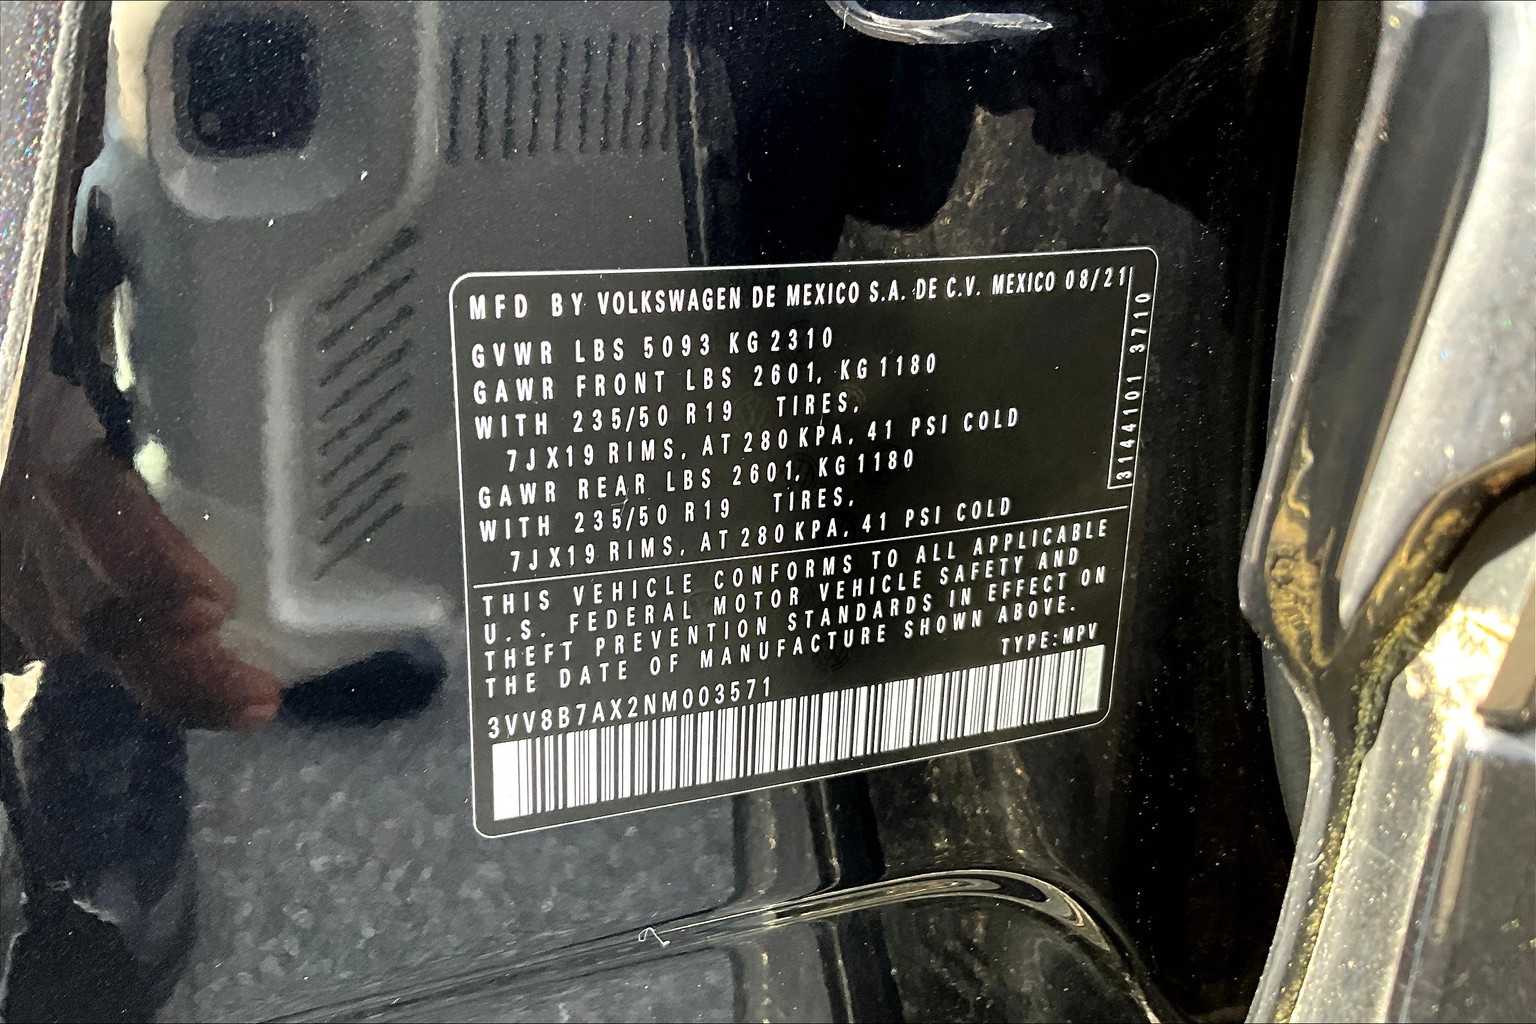 MFD BY VOLKSWAGEN DE MEXICO S.A. DE C.V. MEXICO 08/21
GVWR LBS 5093 KG 2310
GAWR FRONT LBS 2601, KG 1180
WITH 235/50 R19 TIRES,
7JX19 RIMS, AT 280 KPA, 41 PSI COLD
GAWR REAR LBS 2601, KG 1180
WITH 235/50 R19 TIRES,
7JX19 RIMS, AT 280 KPA, 41 PSI COLD
3144101 3710
THIS VEHICLE CONFORMS TO ALL APPLICABLE
U.S. FEDERAL MOTOR VEHICLE SAFETY AND
THEFT PREVENTION STANDARDS IN EFFECT ON
THE DATE OF MANUFACTURE SHOWN ABOVE.
TYPE:MPV
3VV8B7AX2NM003571